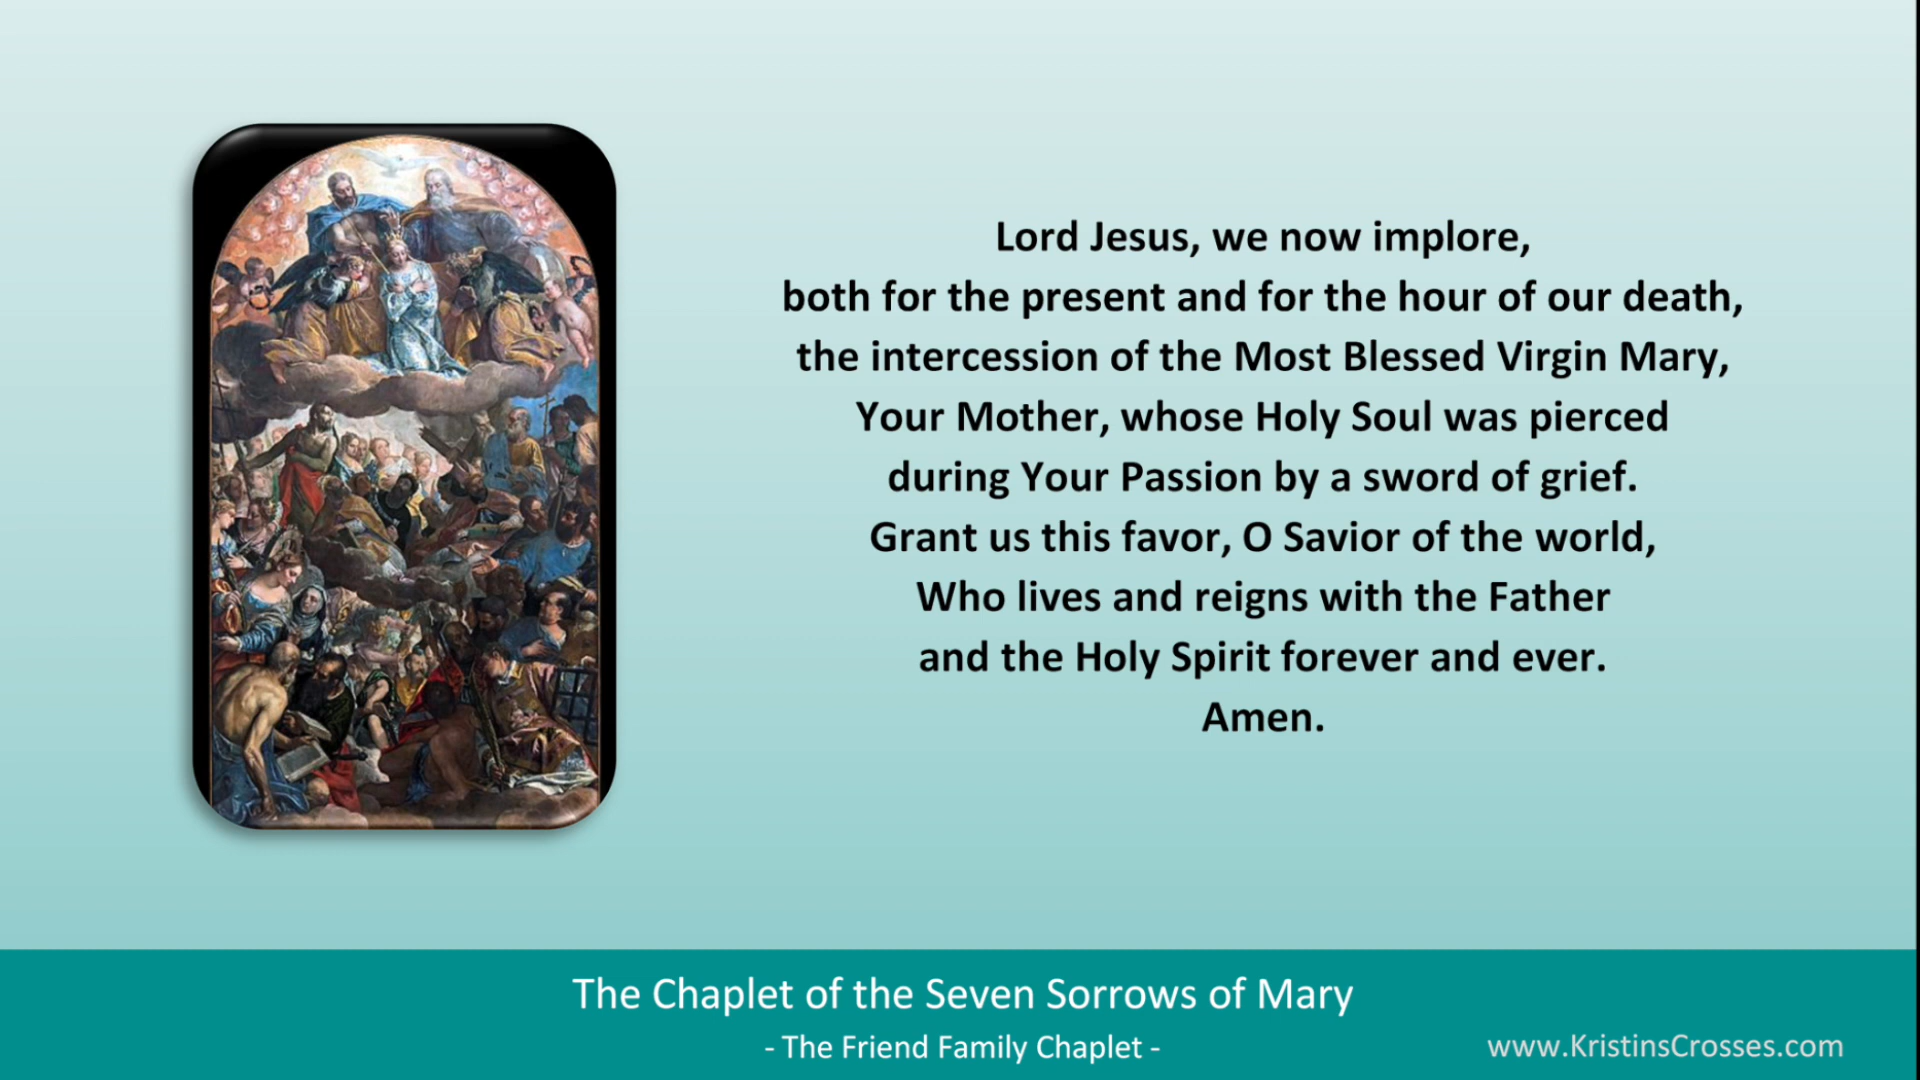 Lord Jesus, we now implore,
both for the present and for the hour of our death,
the intercession of the Most Blessed Virgin Mary,
Your Mother, whose Holy Soul was pierced
during Your Passion by a sword of grief.
Grant us this favor, O Savior of the world,
Who lives and reigns with the Father
and the Holy Spirit forever and ever.
Amen.
The Chaplet of the Seven Sorrows of Mary
- The Friend Family Chaplet -
www.KristinsCrosses.com